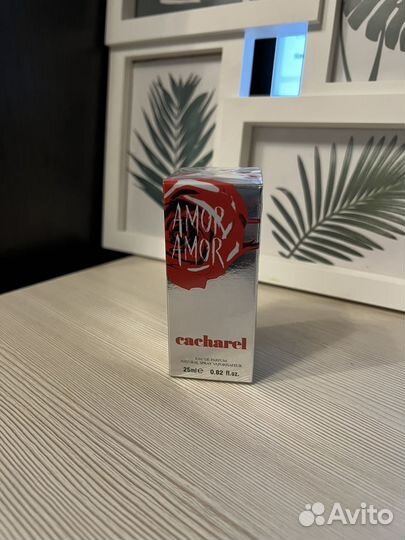 AMOR
AMOR
cacharel
EAU DE PARFUM
NATURAL SPRAY VAPORISATEUR
25ml℮ 0.82 fl.oz.
Avito